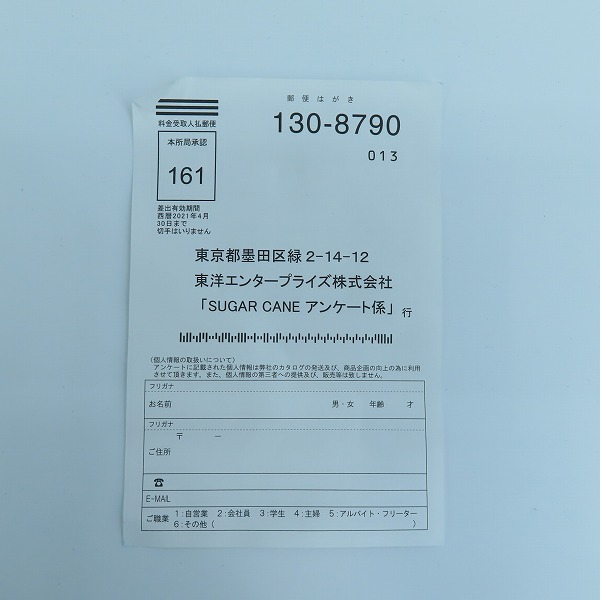 郵便はがき
料金受取人払郵便
130-8790
013
本所局承認
161
差出有効期間
西暦2021年4月
30日まで
切手はいりません
東京都墨田区緑2-14-12
東洋エンタープライズ株式会社
「SUGAR CANE アンケート係」 行
（個人情報の取扱いについて）
アンケートに記載された個人情報は弊社のカタログの発送及び、商品企画の向上の為に利用
させて頂きます。また、個人情報の第三者への提供及び、販売等は致しません。
フリガナ
お名前 男・女 年齢 才
フリガナ
〒 －
ご住所
☎
E-MAIL
ご職業 1：自営業 2：会社員 3：学生 4：主婦 5：アルバイト・フリーター
6：その他（ ）